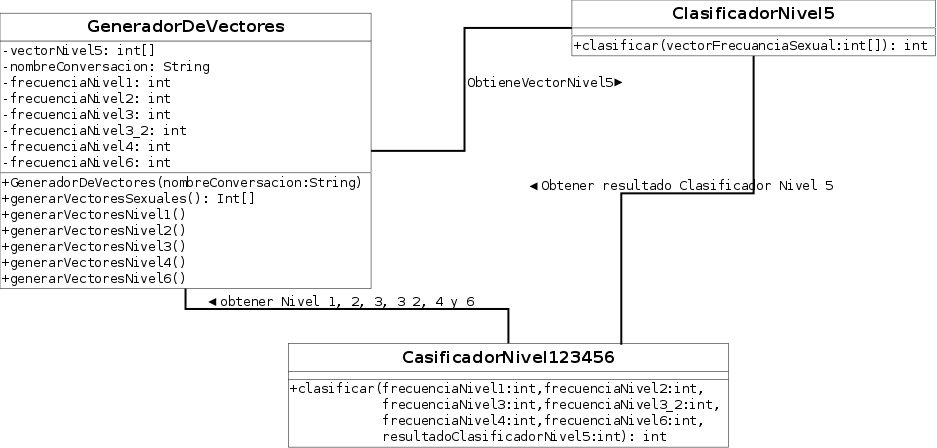 GeneradorDeVectores
-vectorNivel5: int[]
-nombreConversacion: String
-frecuenciaNivel1: int
-frecuenciaNivel2: int
-frecuenciaNivel3: int
-frecuenciaNivel3_2: int
-frecuenciaNivel4: int
-frecuenciaNivel6: int
+GeneradorDeVectores(nombreConversacion:String)
+generarVectoresSexuales(): Int[]
+generarVectoresNivel1()
+generarVectoresNivel2()
+generarVectoresNivel3()
+generarVectoresNivel4()
+generarVectoresNivel6()
ClasificadorNivel5
+clasificar(vectorFrecuanciaSexual:int[]): int
ObtieneVectorNivel5►
◄Obtener resultado Clasificador Nivel 5
◄obtener Nivel 1, 2, 3, 3 2, 4 y 6
CasificadorNivel123456
+clasificar(frecuenciaNivel1:int,frecuenciaNivel2:int,
frecuenciaNivel3:int,frecuenciaNivel3_2:int,
frecuenciaNivel4:int,frecuenciaNivel6:int,
resultadoClasificadorNivel5:int): int